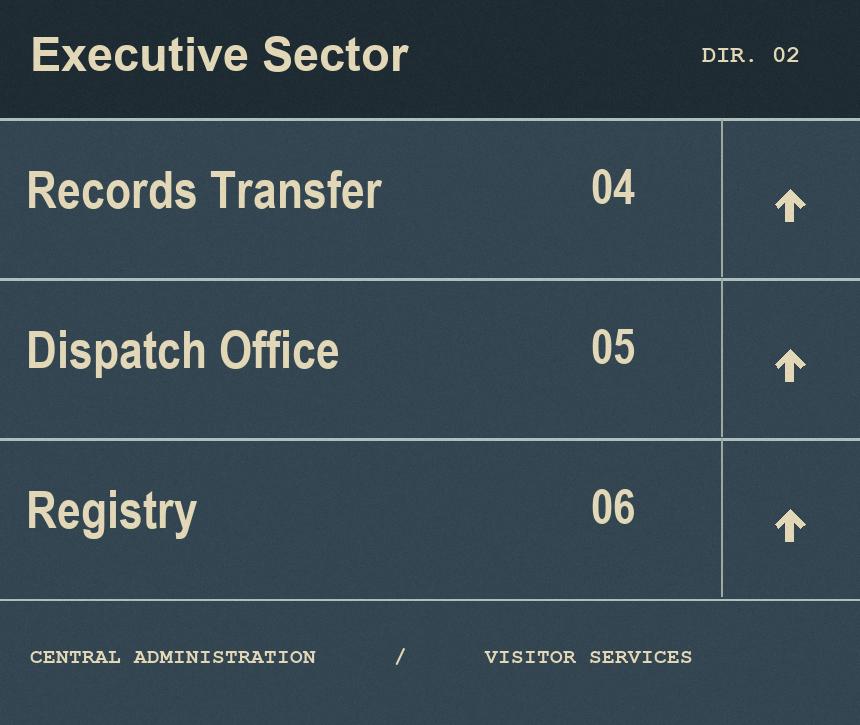 Executive Sector DIR. 02
Records Transfer 04 ↑
Dispatch Office 05 ↑
Registry 06 ↑
CENTRAL ADMINISTRATION / VISITOR SERVICES